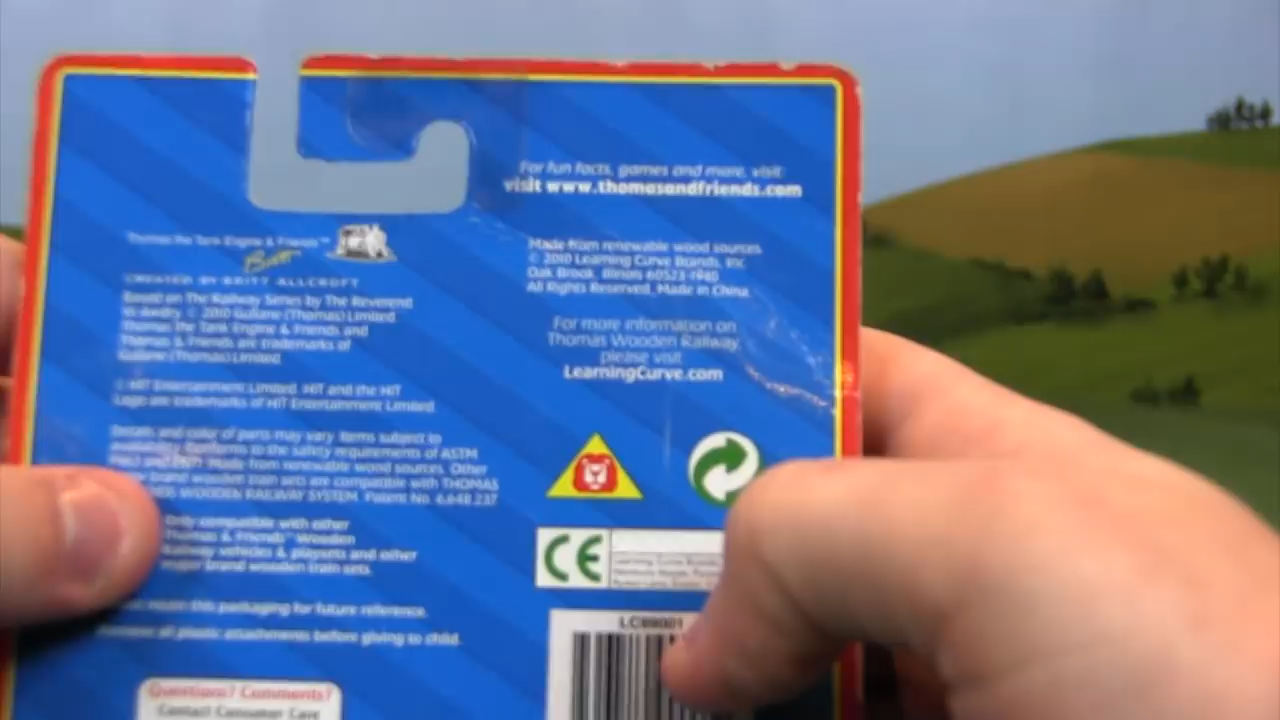 For fun facts, games and more, visit:
visit www.thomasandfriends.com
Thomas the Tank Engine & Friends™
Britt
CREATED BY BRITT ALLCROFT
Based on The Railway Series by The Reverend
W. Awdry. © 2010 Gullane (Thomas) Limited
Thomas the Tank Engine & Friends and
Thomas & Friends are trademarks of
Gullane (Thomas) Limited
HIT Entertainment Limited. HIT and the HIT
Logo are trademarks of HIT Entertainment Limited
Details and color of parts may vary. Items subject to
availability. Conforms to the safety requirements of ASTM
Made from renewable wood sources. Other
brand wooden train sets are compatible with THOMAS
WOODEN RAILWAY SYSTEM. Patent No. 6,648,237
Only compatible with other
Thomas & Friends™ Wooden
Railway vehicles & playsets and other
major brand wooden train sets.
retain this packaging for future reference.
all plastic attachments before giving to child.
Questions? Comments?
Contact Consumer Care
Made from renewable wood sources
© 2010 Learning Curve Brands, Inc
Oak Brook, Illinois 60523-1940
All Rights Reserved. Made in China
For more information on
Thomas Wooden Railway,
please visit
LearningCurve.com
CE
Learning Curve Brands,